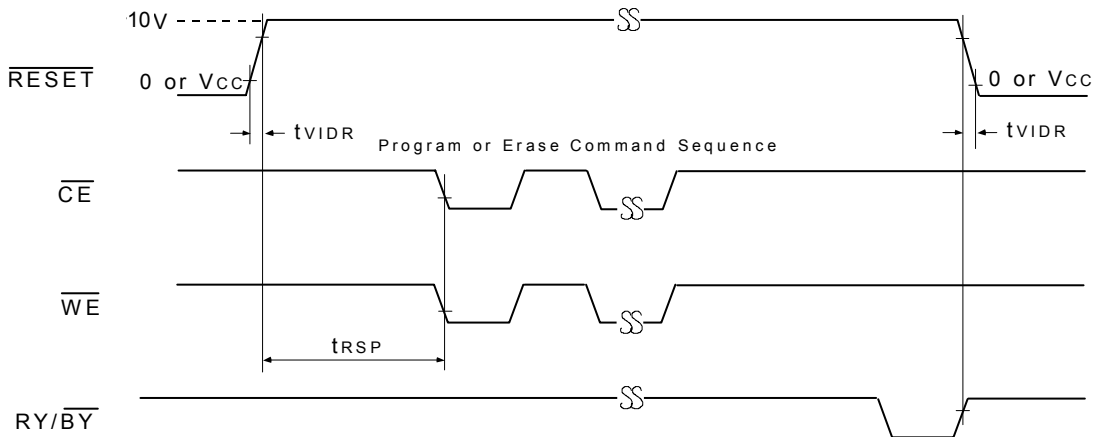 10V
RESET 0 or VCC 0 or VCC
tVIDR tVIDR
Program or Erase Command Sequence
CE
WE
tRSP
RY/BY